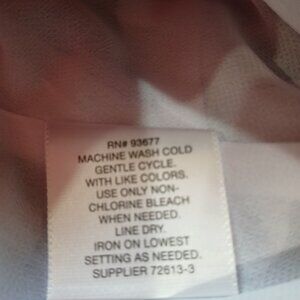 RN# 93677
MACHINE WASH COLD
GENTLE CYCLE.
WITH LIKE COLORS.
USE ONLY NON-
CHLORINE BLEACH
WHEN NEEDED.
LINE DRY.
IRON ON LOWEST
SETTING AS NEEDED.
SUPPLIER 72613-3